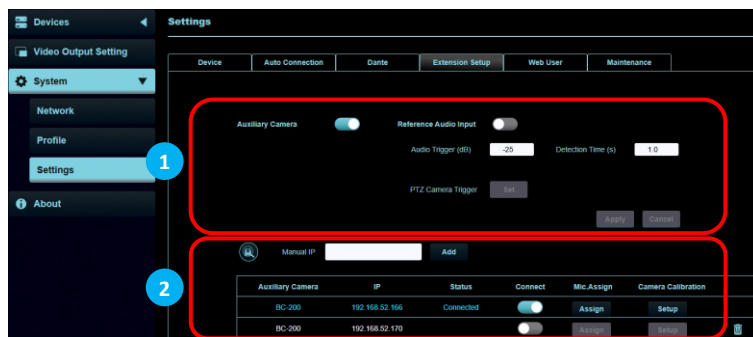 Devices
Settings
Video Output Setting
Device Auto Connection Dante Extension Setup Web User Maintenance
System
Network
Auxiliary Camera Reference Audio Input
Profile
Audio Trigger (dB) -25 Detection Time (s) 1.0
1
Settings
PTZ Camera Trigger Set
About
Apply Cancel
Manual IP Add
2
Auxiliary Camera IP Status Connect Mic.Assign Camera Calibration
BC-200 192.168.52.166 Connected Assign Setup
BC-200 192.168.52.170 Assign Setup